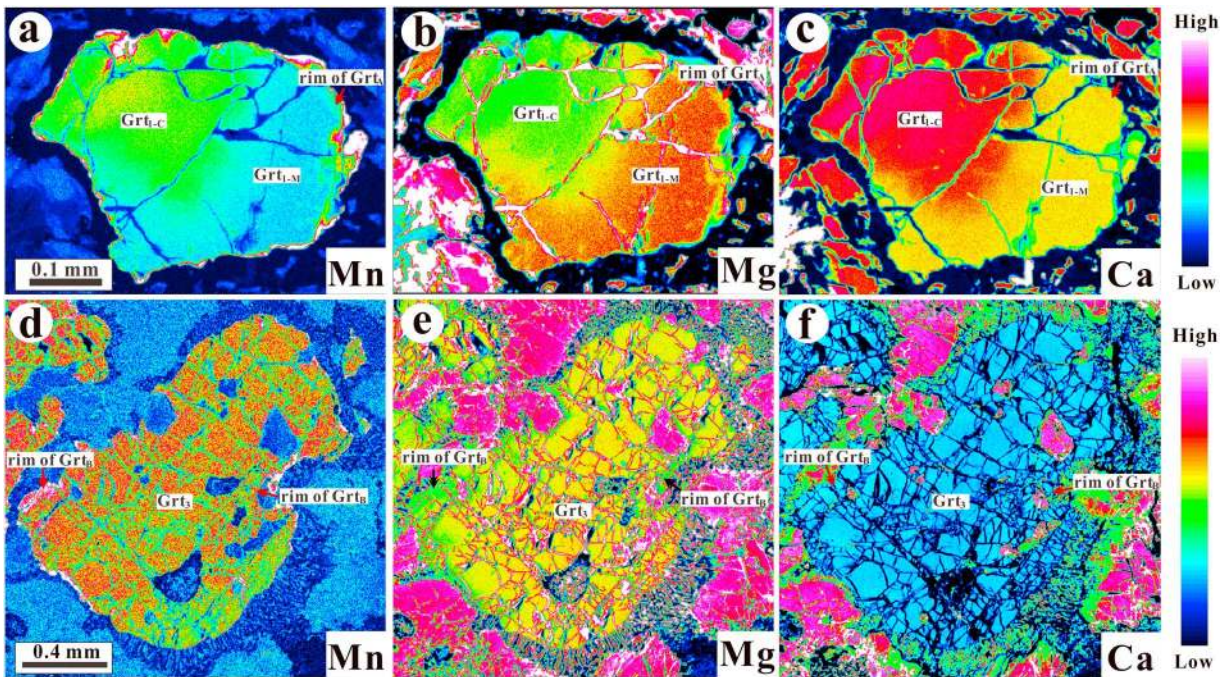 a
rim of GrtA
Grt1-C
Grt1-M
0.1 mm
Mn
b
rim of GrtA
Grt1-C
Mg
c
rim of GrtA
Grt1-C
Grt1-M
Ca
High
Low
d
rim of GrtB
Grt3
rim of GrtB
0.4 mm
Mn
e
rim of GrtB
Grt3
rim of GrtB
Mg
f
rim of GrtB
Grt3
rim of GrtB
Ca
High
Low